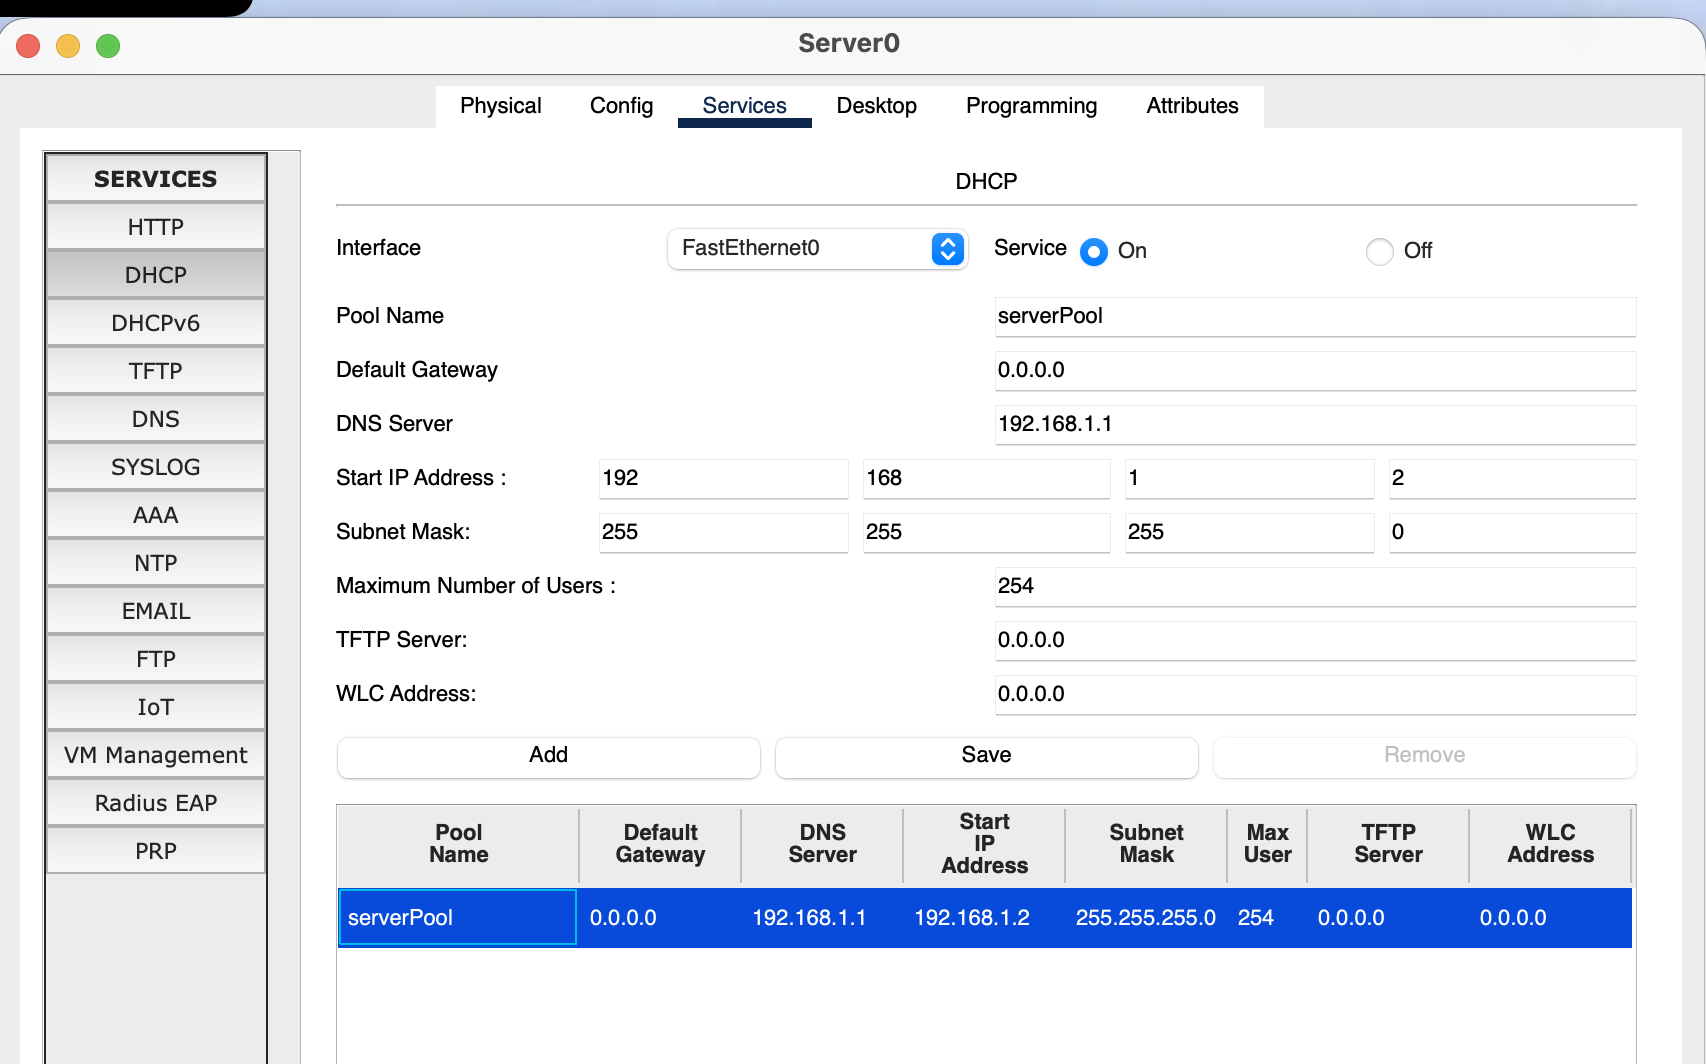 Server0
Physical Config Services Desktop Programming Attributes
SERVICES
HTTP
DHCP
DHCPv6
TFTP
DNS
SYSLOG
AAA
NTP
EMAIL
FTP
IoT
VM Management
Radius EAP
PRP
DHCP
Interface FastEthernet0 Service On Off
Pool Name serverPool
Default Gateway 0.0.0.0
DNS Server 192.168.1.1
Start IP Address : 192 168 1 2
Subnet Mask: 255 255 255 0
Maximum Number of Users : 254
TFTP Server: 0.0.0.0
WLC Address: 0.0.0.0
Add Save Remove
Pool Name Default Gateway DNS Server Start IP Address Subnet Mask Max User TFTP Server WLC Address
serverPool 0.0.0.0 192.168.1.1 192.168.1.2 255.255.255.0 254 0.0.0.0 0.0.0.0